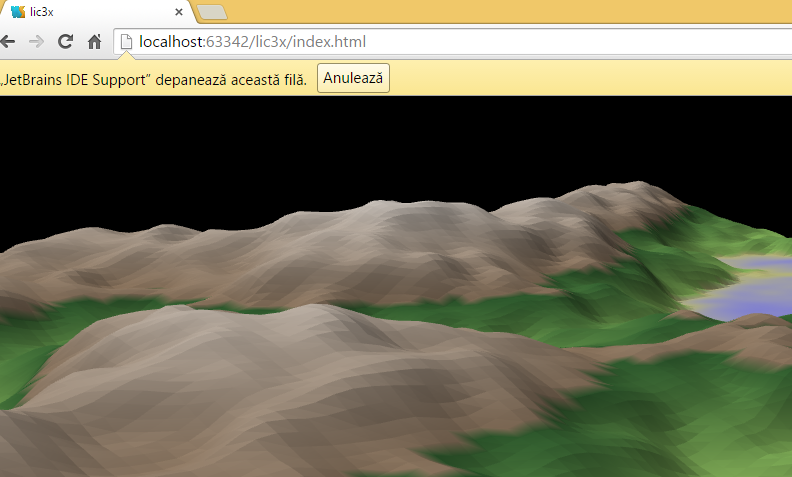 lic3x
localhost:63342/lic3x/index.html
„JetBrains IDE Support” depanează această filă. Anulează